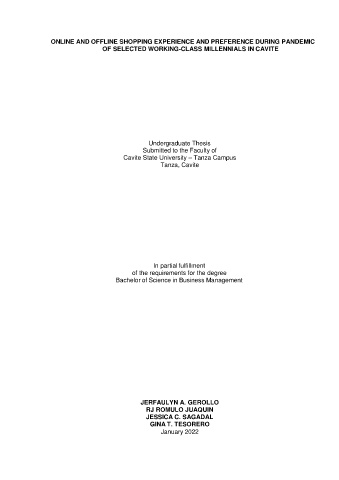 ONLINE AND OFFLINE SHOPPING EXPERIENCE AND PREFERENCE DURING PANDEMIC
OF SELECTED WORKING-CLASS MILLENNIALS IN CAVITE
Undergraduate Thesis
Submitted to the Faculty of
Cavite State University – Tanza Campus
Tanza, Cavite
In partial fulfillment
of the requirements for the degree
Bachelor of Science in Business Management
JERFAULYN A. GEROLLO
RJ ROMULO JUAQUIN
JESSICA C. SAGADAL
GINA T. TESORERO
January 2022